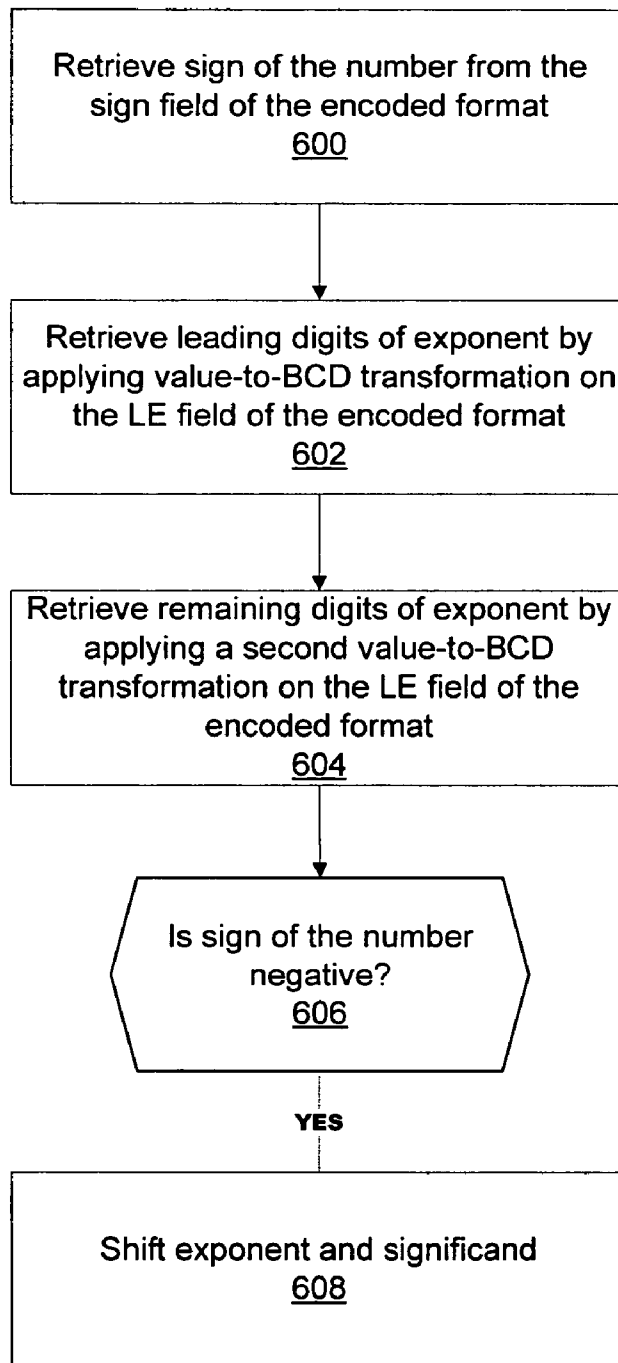 Retrieve sign of the number from the
sign field of the encoded format
600
Retrieve leading digits of exponent by
applying value-to-BCD transformation on
the LE field of the encoded format
602
Retrieve remaining digits of exponent by
applying a second value-to-BCD
transformation on the LE field of the
encoded format
604
Is sign of the number
negative?
606
YES
Shift exponent and significand
608